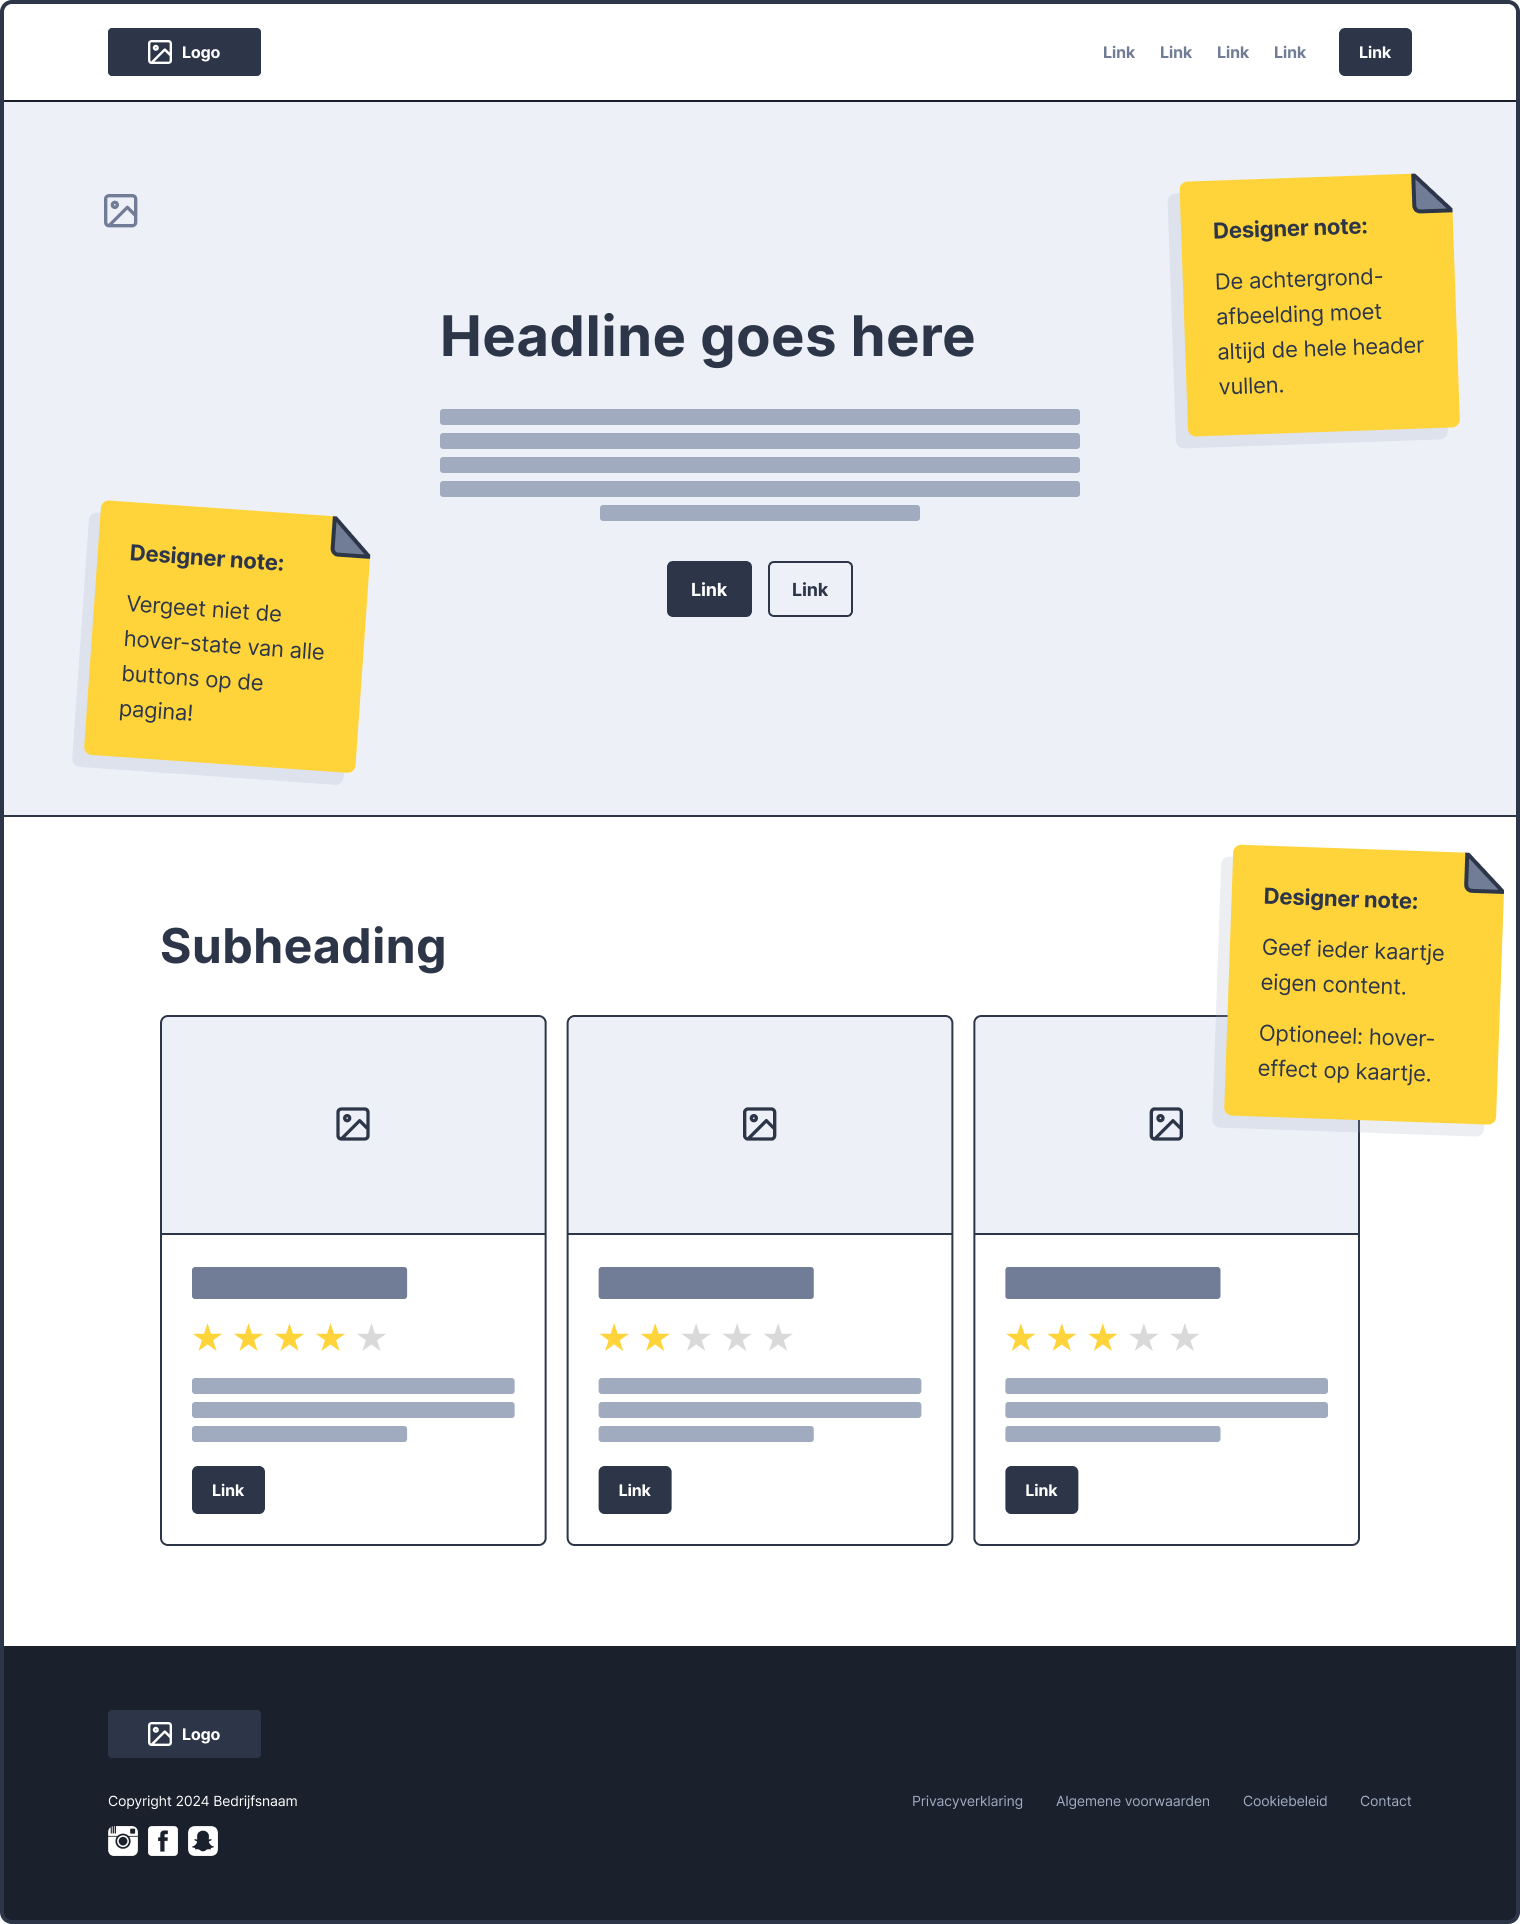 Logo
Link Link Link Link Link
Designer note:
De achtergrond-
afbeelding moet
altijd de hele header
vullen.
Headline goes here
Link Link
Designer note:
Vergeet niet de
hover-state van alle
buttons op de
pagina!
Designer note:
Geef ieder kaartje
eigen content.
Optioneel: hover-
effect op kaartje.
Subheading
Link
Link
Link
Logo
Copyright 2024 Bedrijfsnaam
Privacyverklaring Algemene voorwaarden Cookiebeleid Contact